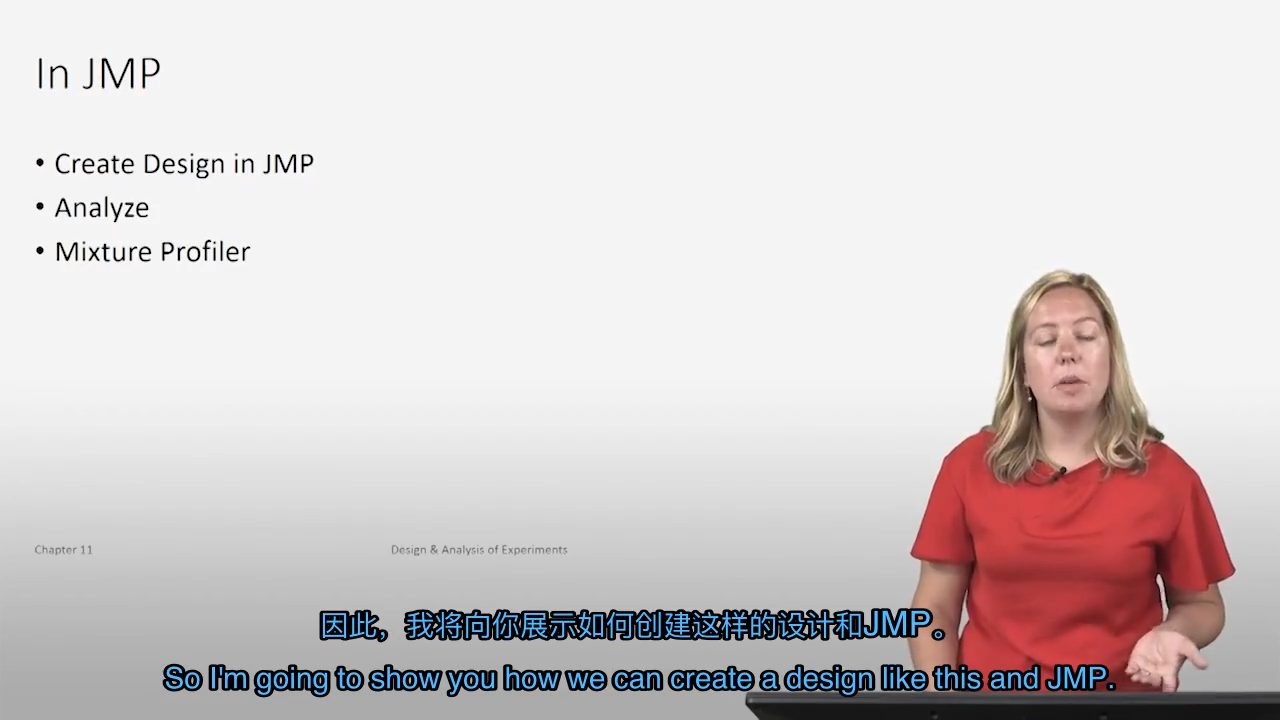 In JMP
• Create Design in JMP
• Analyze
• Mixture Profiler
Chapter 11
Design & Analysis of Experiments
因此，我将向你展示如何创建这样的设计和JMP。
So I'm going to show you how we can create a design like this and JMP.